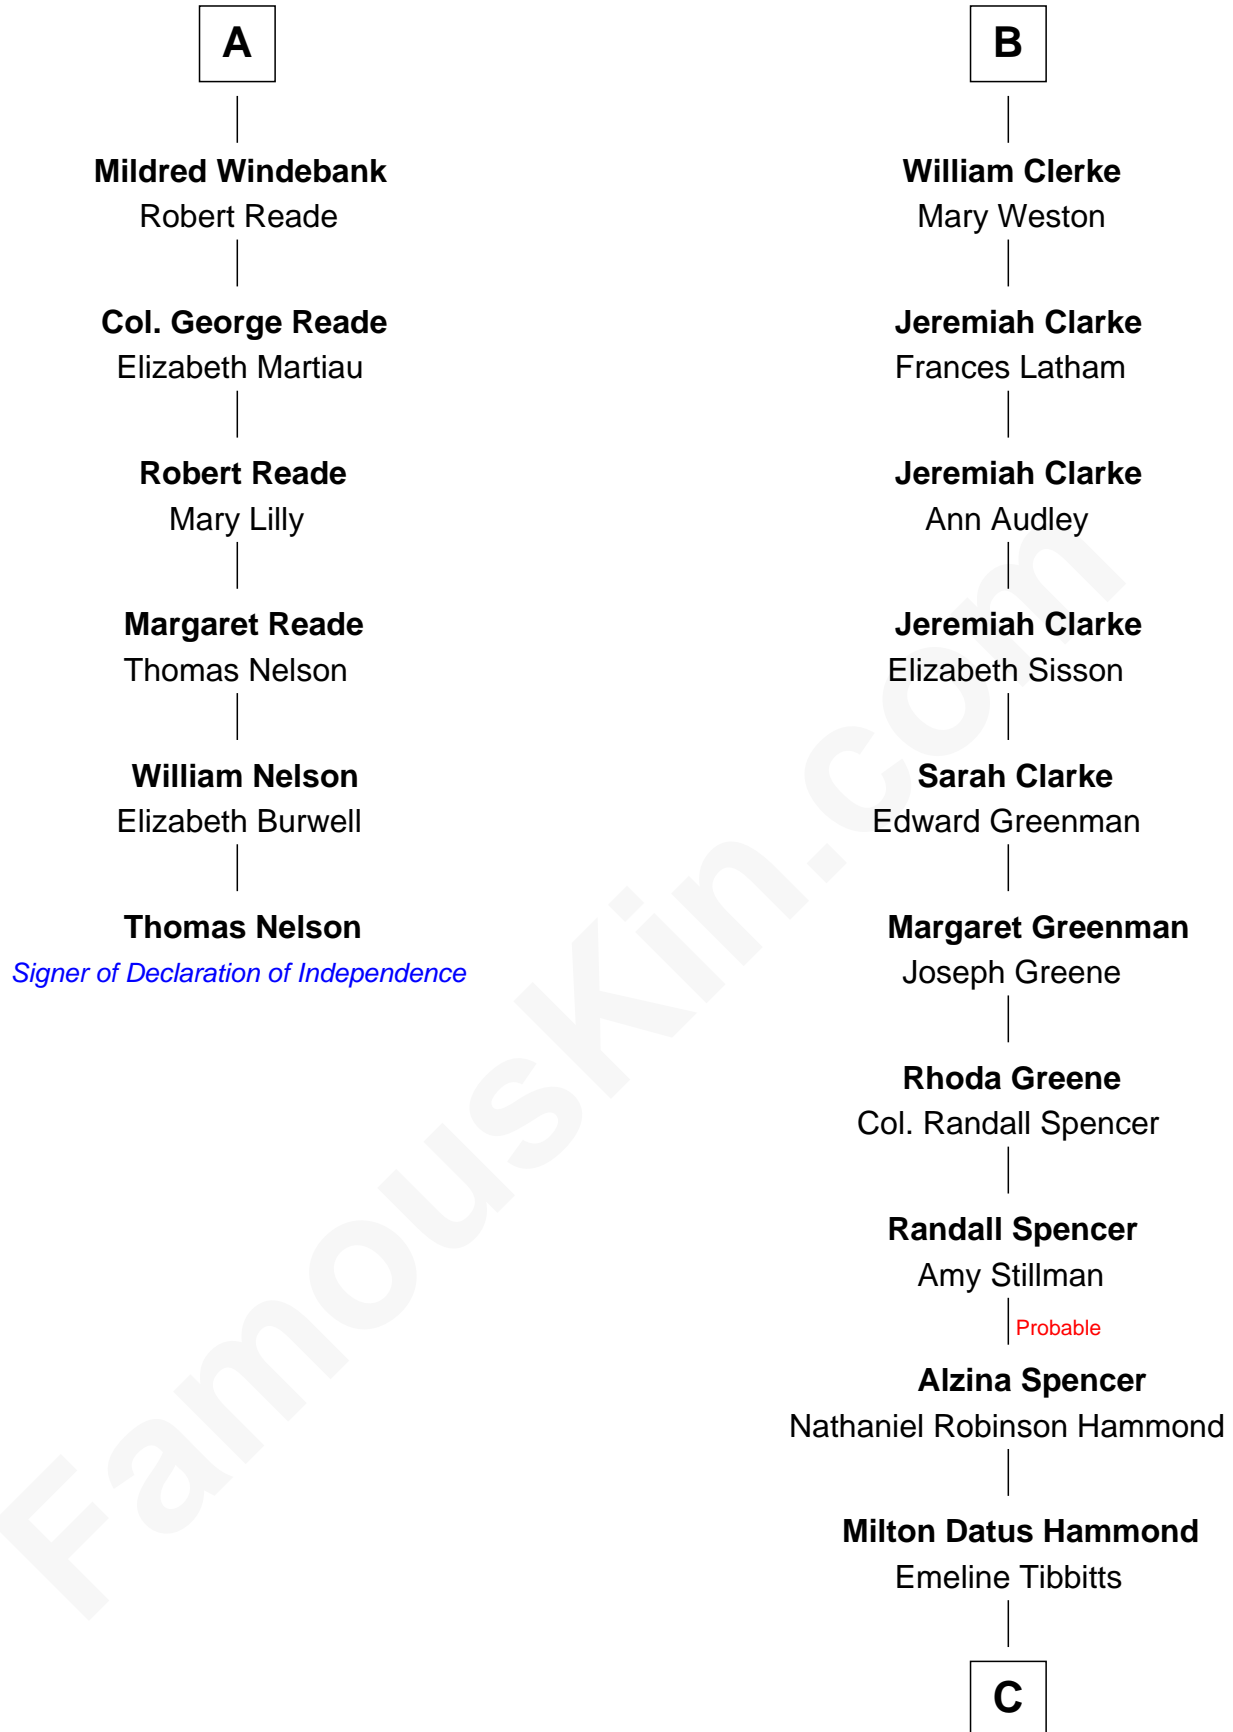 A
Mildred Windebank
Robert Reade
Col. George Reade
Elizabeth Martiau
Robert Reade
Mary Lilly
Margaret Reade
Thomas Nelson
William Nelson
Elizabeth Burwell
Thomas Nelson
Signer of Declaration of Independence
B
William Clerke
Mary Weston
Jeremiah Clarke
Frances Latham
Jeremiah Clarke
Ann Audley
Jeremiah Clarke
Elizabeth Sisson
Sarah Clarke
Edward Greenman
Margaret Greenman
Joseph Greene
Rhoda Greene
Col. Randall Spencer
Randall Spencer
Amy Stillman
Probable
Alzina Spencer
Nathaniel Robinson Hammond
Milton Datus Hammond
Emeline Tibbitts
C
FamousKin.com